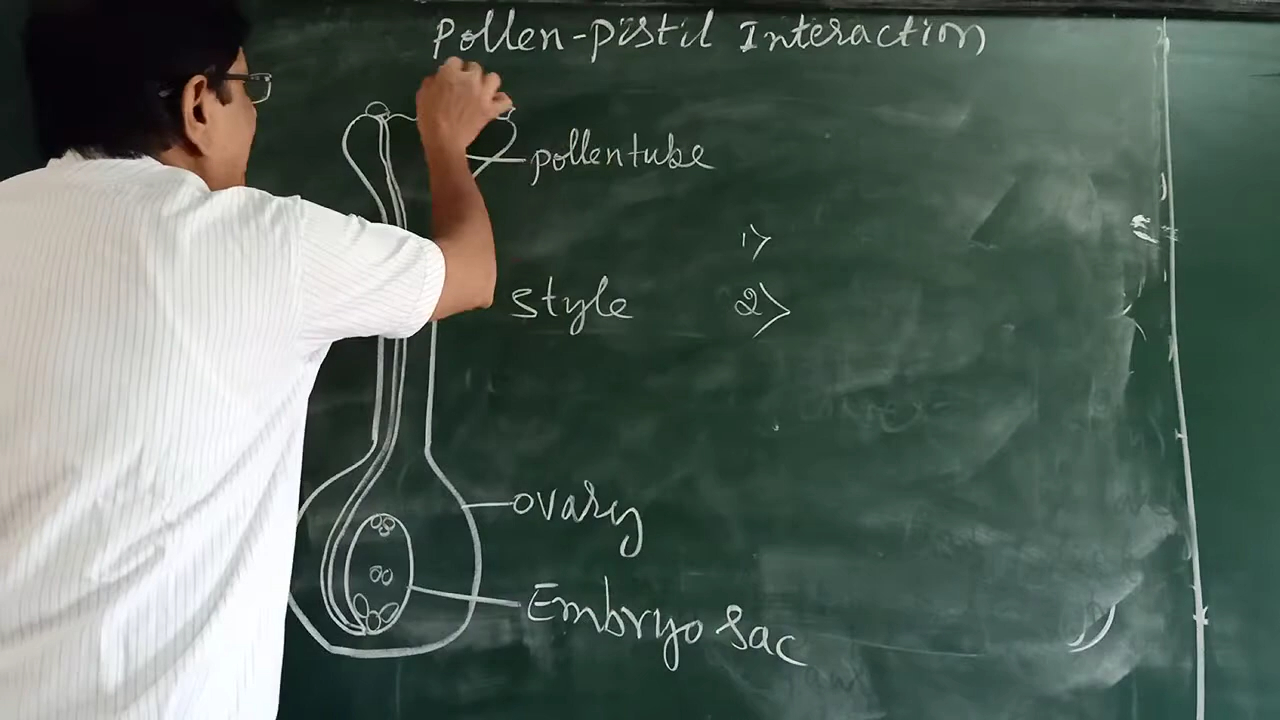 Pollen-pistil Interaction
pollentube
1>
style
2>
ovary
Embryo Sac